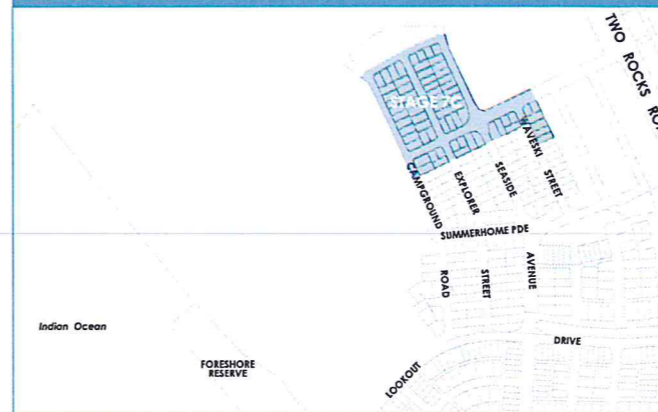 TWO ROCKS RO
STAGE 7C
WAVESKI
STREET
SEASIDE
EXPLORER
CAMPGROUND
SUMMERHOME PDE
ROAD
STREET
AVENUE
Indian Ocean
DRIVE
FORESHORE
RESERVE
LOOKOUT